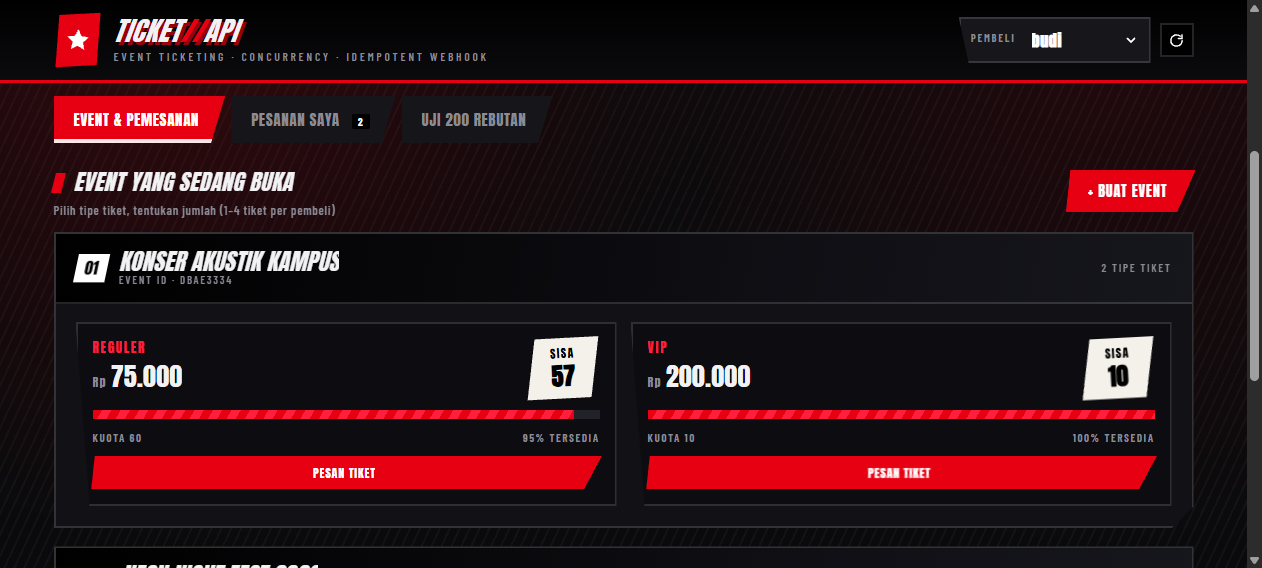 TICKET///API
EVENT TICKETING · CONCURRENCY · IDEMPOTENT WEBHOOK
PEMBELI budi
EVENT & PEMESANAN
PESANAN SAYA 2
UJI 200 REBUTAN
EVENT YANG SEDANG BUKA
Pilih tipe tiket, tentukan jumlah (1–4 tiket per pembeli)
+ BUAT EVENT
01 KONSER AKUSTIK KAMPUS
EVENT ID · DBAE3334
2 TIPE TIKET
REGULER
Rp 75.000
SISA
57
KUOTA 60
95% TERSEDIA
PESAN TIKET
VIP
Rp 200.000
SISA
10
KUOTA 10
100% TERSEDIA
PESAN TIKET